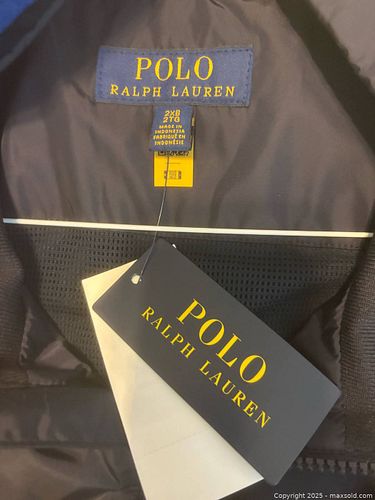 POLO
RALPH LAUREN
2XB
2TG
MADE IN
INDONESIA
FABRIQUÉ EN
INDONÉSIE
POLO
RALPH LAUREN
Copyright 2025 - maxsold.com